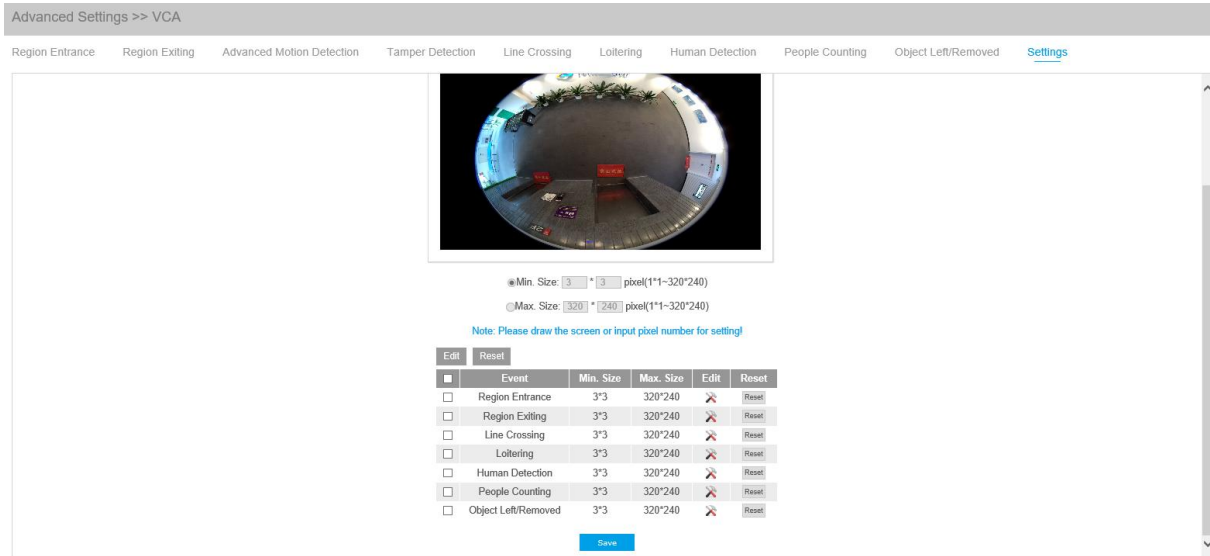 Advanced Settings >> VCA
Region Entrance Region Exiting Advanced Motion Detection Tamper Detection Line Crossing Loitering Human Detection People Counting Object Left/Removed Settings
Min. Size: 3 * 3 pixel(1*1~320*240)
Max. Size: 320 * 240 pixel(1*1~320*240)
Note: Please draw the screen or input pixel number for setting!
Edit Reset
Event Min. Size Max. Size Edit Reset
Region Entrance 3*3 320*240 Reset
Region Exiting 3*3 320*240 Reset
Line Crossing 3*3 320*240 Reset
Loitering 3*3 320*240 Reset
Human Detection 3*3 320*240 Reset
People Counting 3*3 320*240 Reset
Object Left/Removed 3*3 320*240 Reset
Save